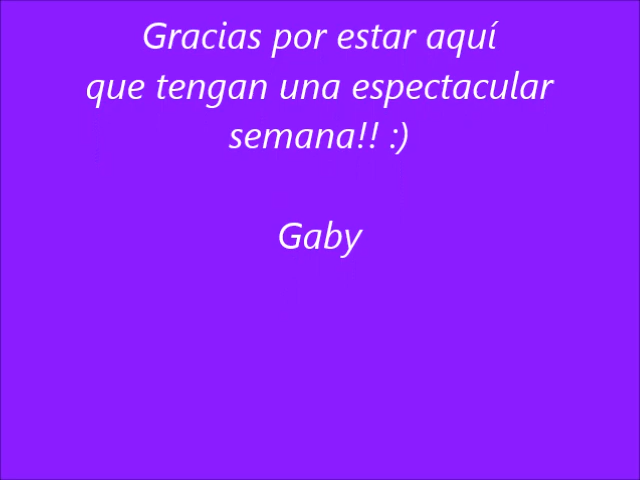 Gracias por estar aquí
que tengan una espectacular
semana!! :)
Gaby